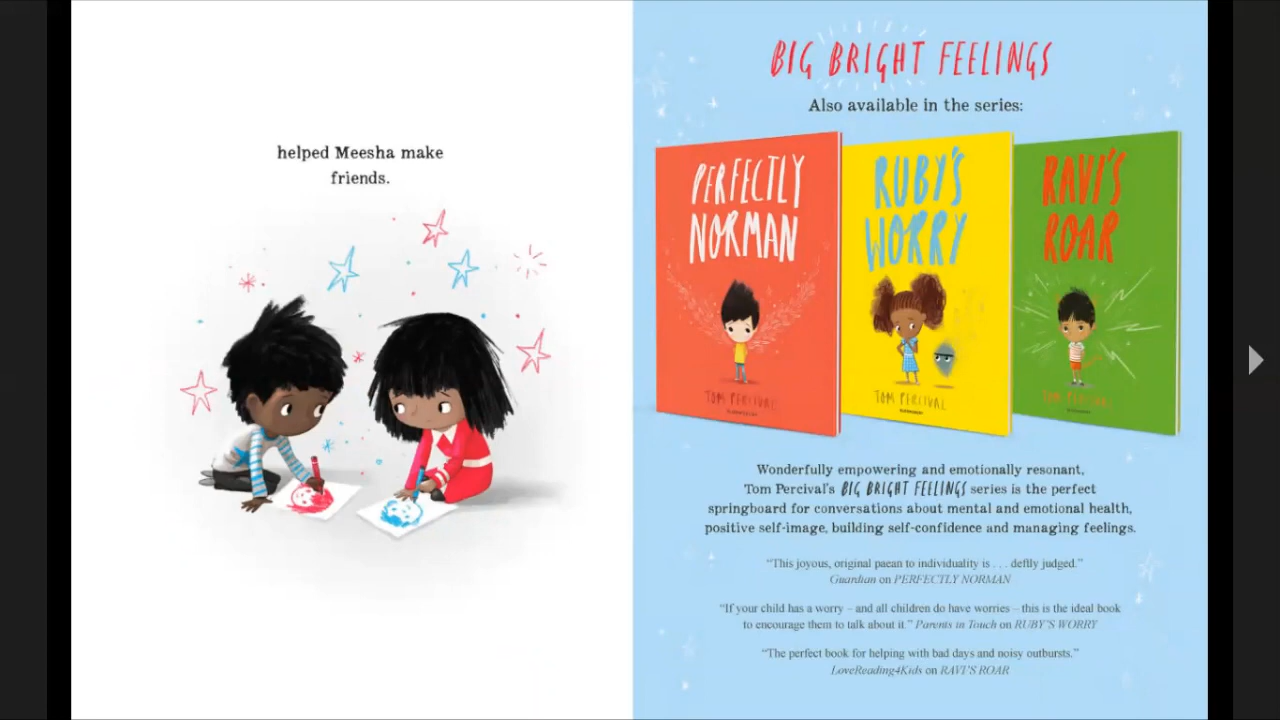 helped Meesha make
friends.
BIG BRIGHT FEELINGS
Also available in the series:
PERFECTLY
NORMAN
TOM PERCIVAL
RUBY'S
WORRY
TOM PERCIVAL
RAVI'S
ROAR
TOM PERCIVAL
Wonderfully empowering and emotionally resonant,
Tom Percival's BIG BRIGHT FEELINGS series is the perfect
springboard for conversations about mental and emotional health,
positive self-image, building self-confidence and managing feelings.
“This joyous, original paean to individuality is . . . deftly judged.”
Guardian on PERFECTLY NORMAN
“If your child has a worry – and all children do have worries – this is the ideal book
to encourage them to talk about it.” Parents in Touch on RUBY'S WORRY
“The perfect book for helping with bad days and noisy outbursts.”
LoveReading4Kids on RAVI'S ROAR